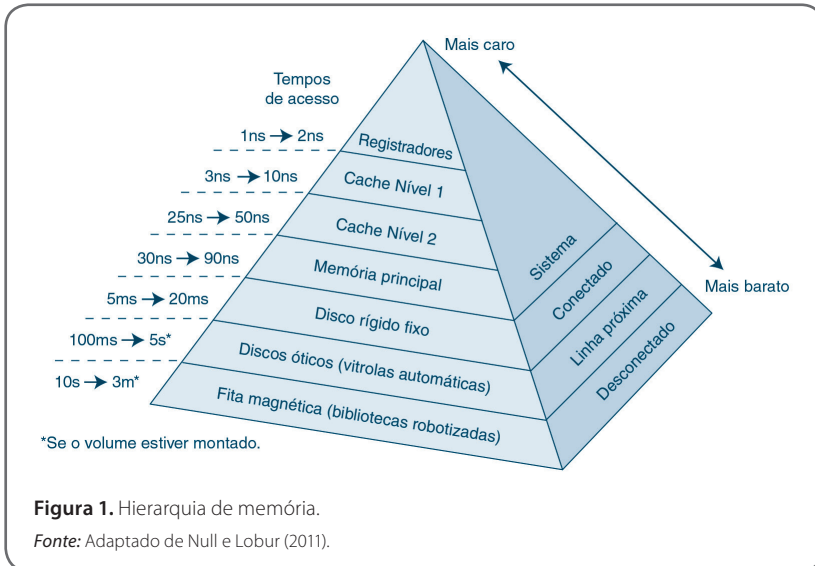 Mais caro
Tempos
de acesso
1ns → 2ns
Registradores
3ns → 10ns
Cache Nível 1
25ns → 50ns
Cache Nível 2
30ns → 90ns
Memória principal
5ms → 20ms
Disco rígido fixo
100ms → 5s*
Discos óticos (vitrolas automáticas)
10s → 3m*
Fita magnética (bibliotecas robotizadas)
Sistema
Conectado
Linha próxima
Desconectado
Mais barato
*Se o volume estiver montado.
Figura 1. Hierarquia de memória.
Fonte: Adaptado de Null e Lobur (2011).